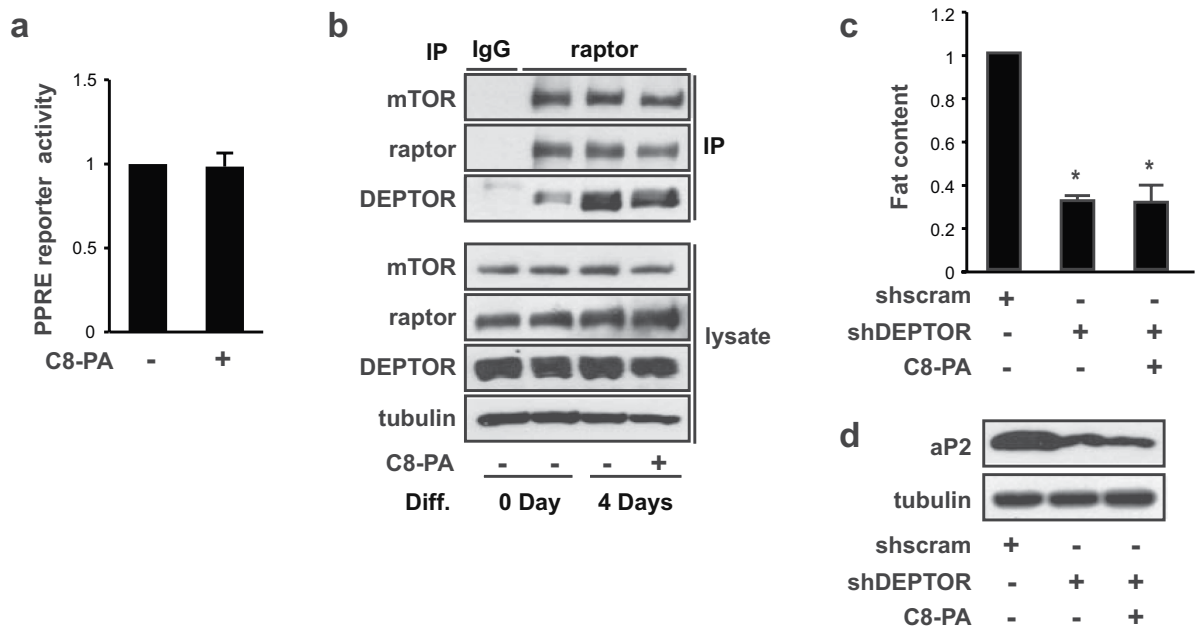 a
PPRE reporter activity
1.5
1
0.5
0
C8-PA - +
b
IP IgG raptor
mTOR
raptor
DEPTOR
IP
mTOR
raptor
DEPTOR
tubulin
lysate
C8-PA - - - +
Diff. 0 Day 4 Days
c
Fat content
1.2
1
0.8
0.6
0.4
0.2
0
* *
shscram + - -
shDEPTOR - + +
C8-PA - - +
d
aP2
tubulin
shscram + - -
shDEPTOR - + +
C8-PA - - +